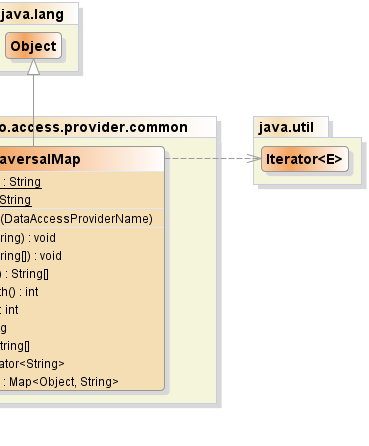 java.lang
Object
o.access.provider.common
java.util
aversalMap
Iterator<E>
: String
String
(DataAccessProviderName)
ring) : void
ring[]) : void
) : String[]
th() : int
: int
g
tring[]
ator<String>
: Map<Object, String>